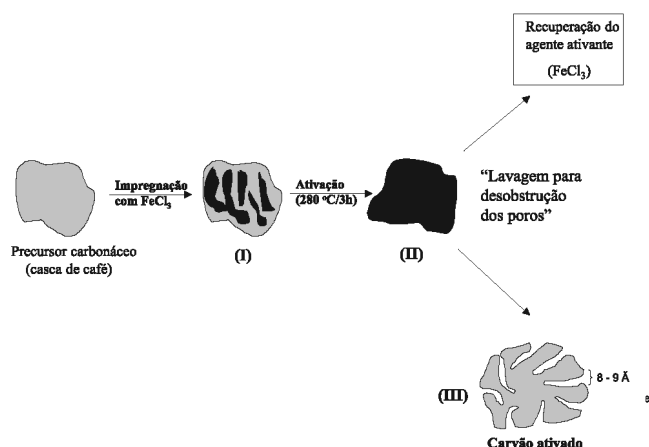 Recuperação do
agente ativante
(FeCl₃)
Impregnação
com FeCl₃
Ativação
(280 ºC/3h)
“Lavagem para
desobstrução
dos poros”
Precursor carbonáceo
(casca de café)
(I)
(II)
(III)
8 - 9 Å
Carvão ativado